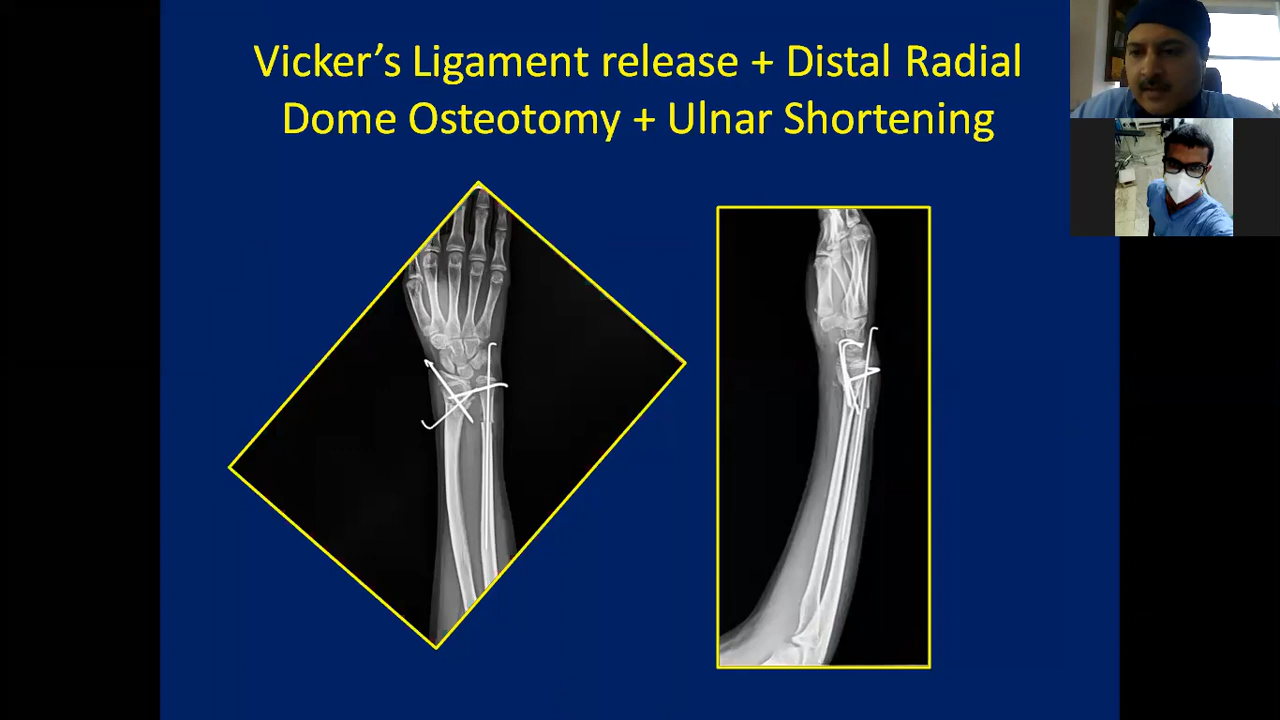 Vicker's Ligament release + Distal Radial
Dome Osteotomy + Ulnar Shortening